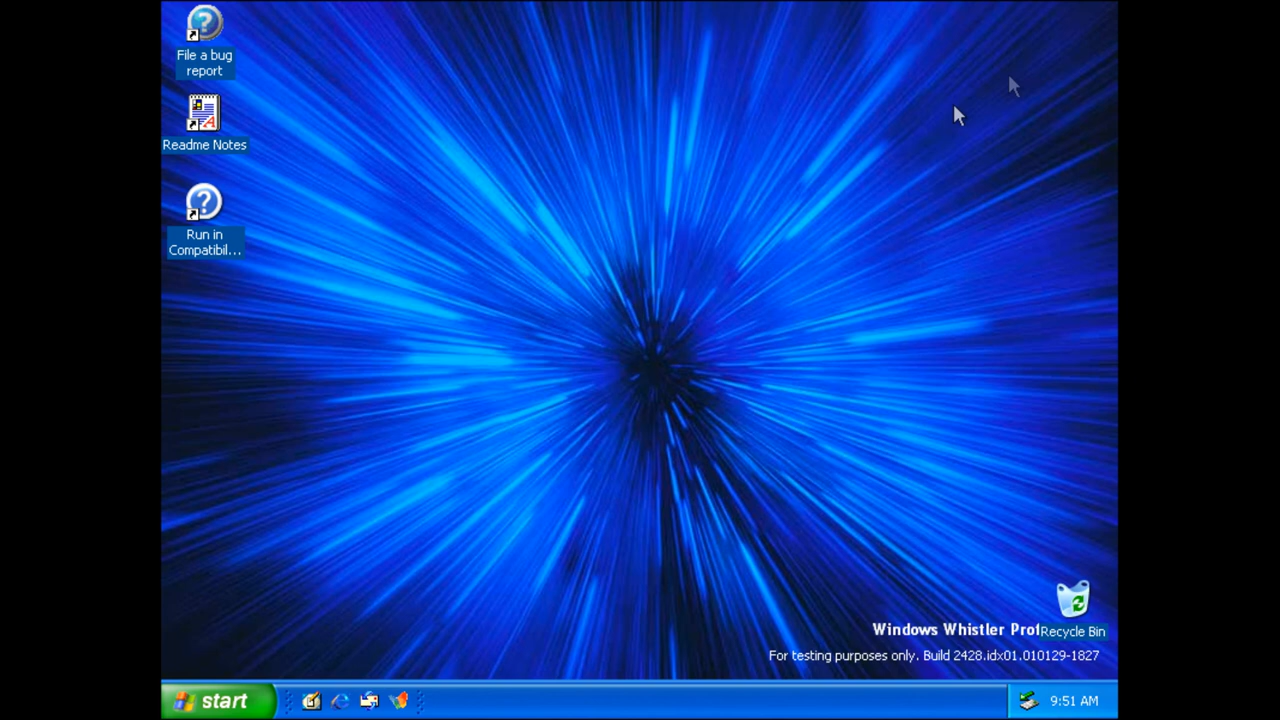 File a bug
report
Readme Notes
Run in
Compatibil...
Windows Whistler Prof
Recycle Bin
For testing purposes only. Build 2428.idx01.010129-1827
start
9:51 AM